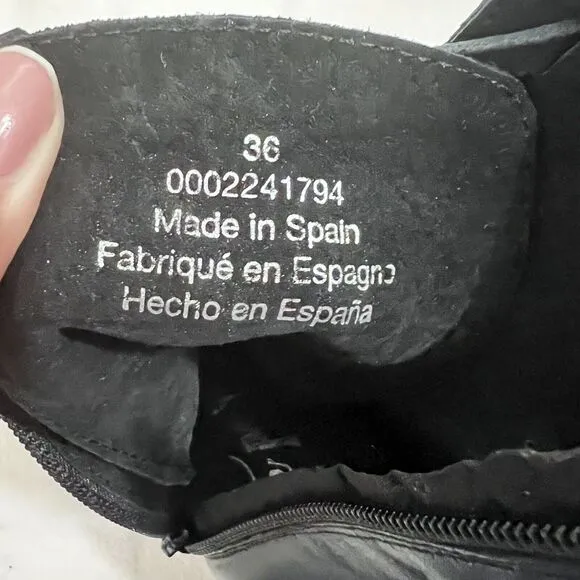 36
0002241794
Made in Spain
Fabriqué en Espagne
Hecho en España